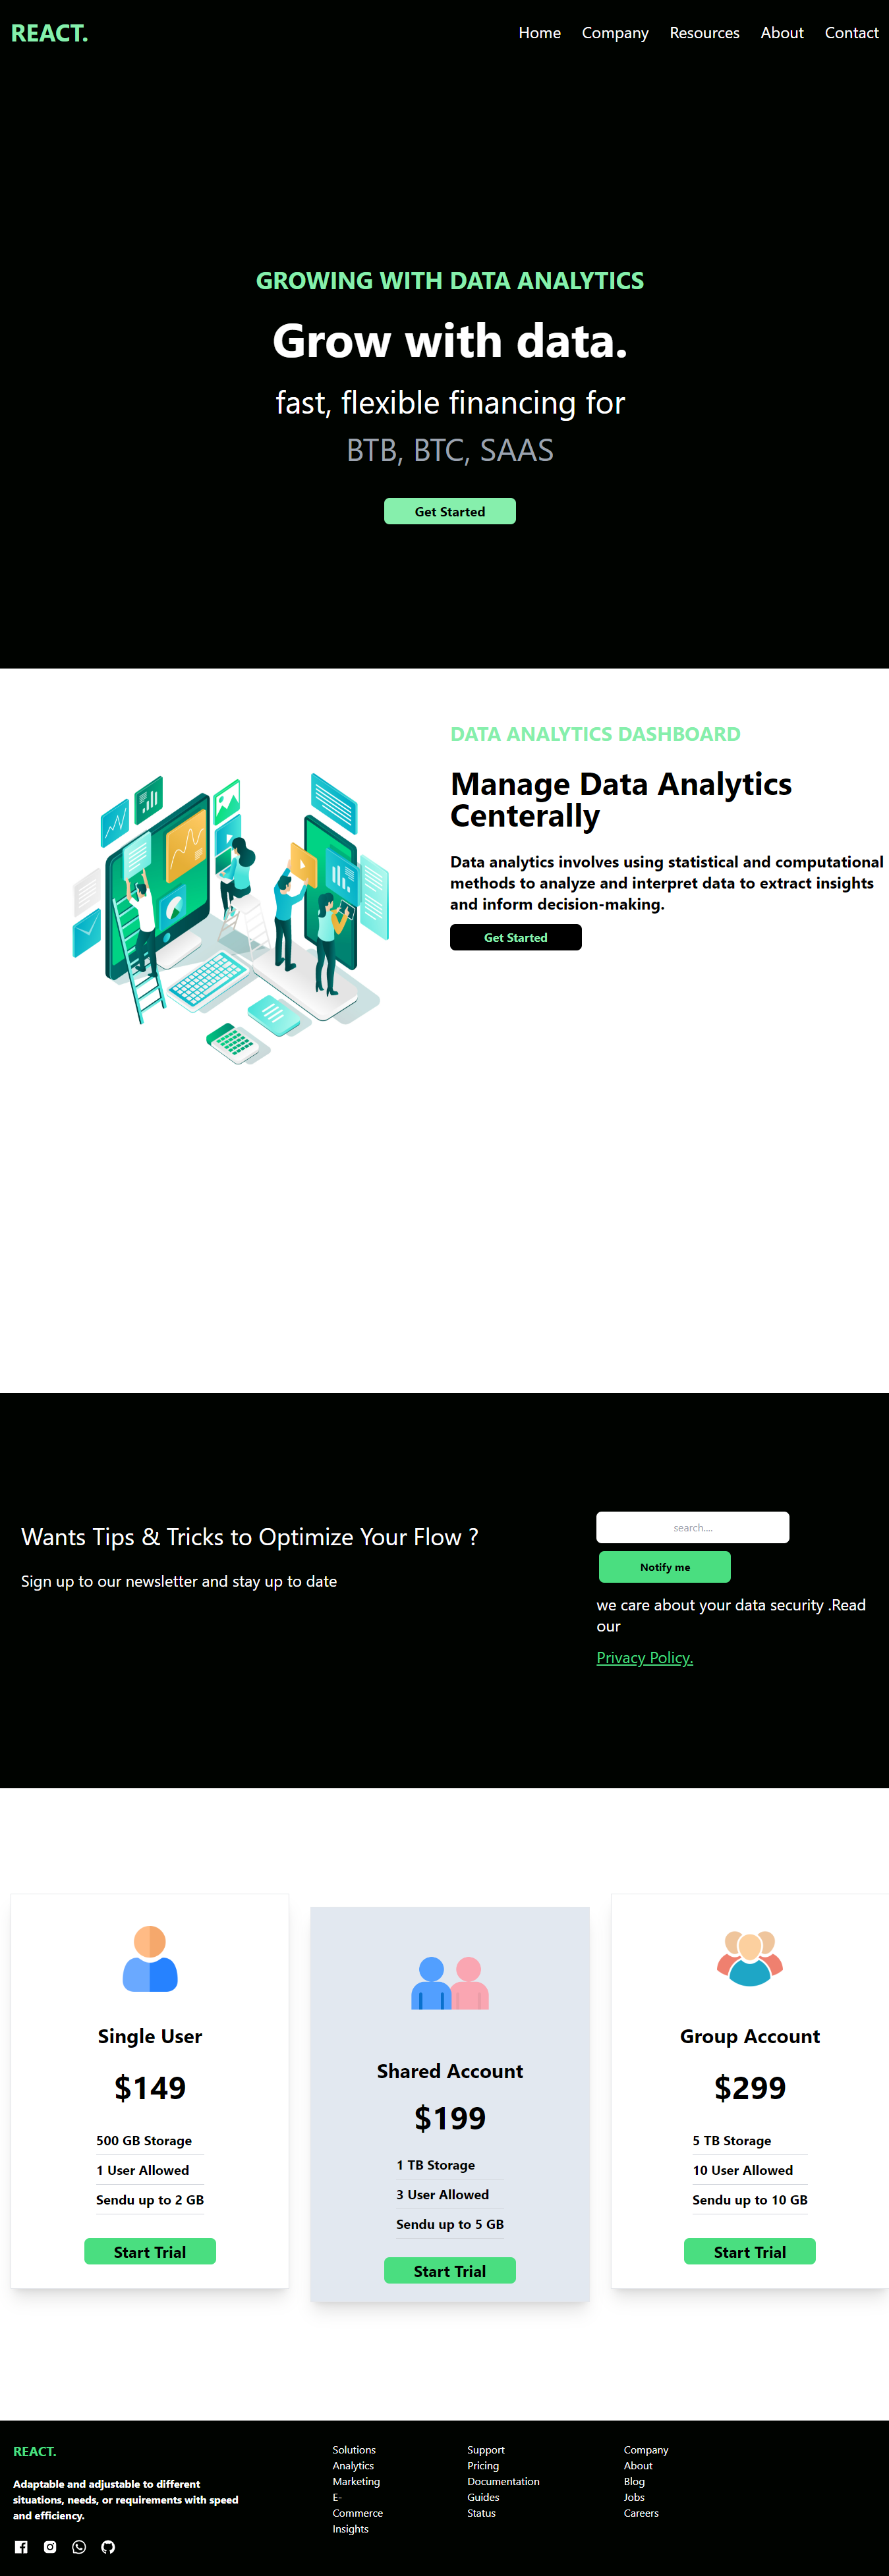 REACT.
Home Company Resources About Contact
GROWING WITH DATA ANALYTICS
Grow with data.
fast, flexible financing for
BTB, BTC, SAAS
Get Started
DATA ANALYTICS DASHBOARD
Manage Data Analytics
Centerally
Data analytics involves using statistical and computational
methods to analyze and interpret data to extract insights
and inform decision-making.
Get Started
Wants Tips & Tricks to Optimize Your Flow ?
Sign up to our newsletter and stay up to date
search....
Notify me
we care about your data security .Read
our
Privacy Policy.
Single User
$149
500 GB Storage
1 User Allowed
Sendu up to 2 GB
Start Trial
Shared Account
$199
1 TB Storage
3 User Allowed
Sendu up to 5 GB
Start Trial
Group Account
$299
5 TB Storage
10 User Allowed
Sendu up to 10 GB
Start Trial
REACT.
Adaptable and adjustable to different
situations, needs, or requirements with speed
and efficiency.
Solutions
Analytics
Marketing
E-
Commerce
Insights
Support
Pricing
Documentation
Guides
Status
Company
About
Blog
Jobs
Careers